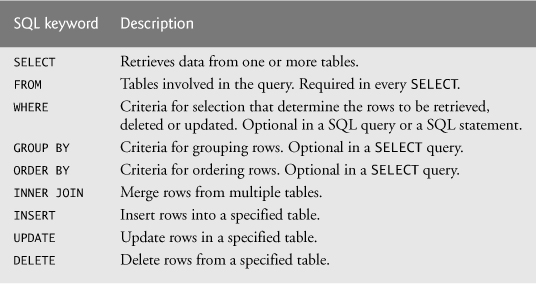 SQL keyword Description
SELECT Retrieves data from one or more tables.
FROM Tables involved in the query. Required in every SELECT.
WHERE Criteria for selection that determine the rows to be retrieved,
deleted or updated. Optional in a SQL query or a SQL statement.
GROUP BY Criteria for grouping rows. Optional in a SELECT query.
ORDER BY Criteria for ordering rows. Optional in a SELECT query.
INNER JOIN Merge rows from multiple tables.
INSERT Insert rows into a specified table.
UPDATE Update rows in a specified table.
DELETE Delete rows from a specified table.